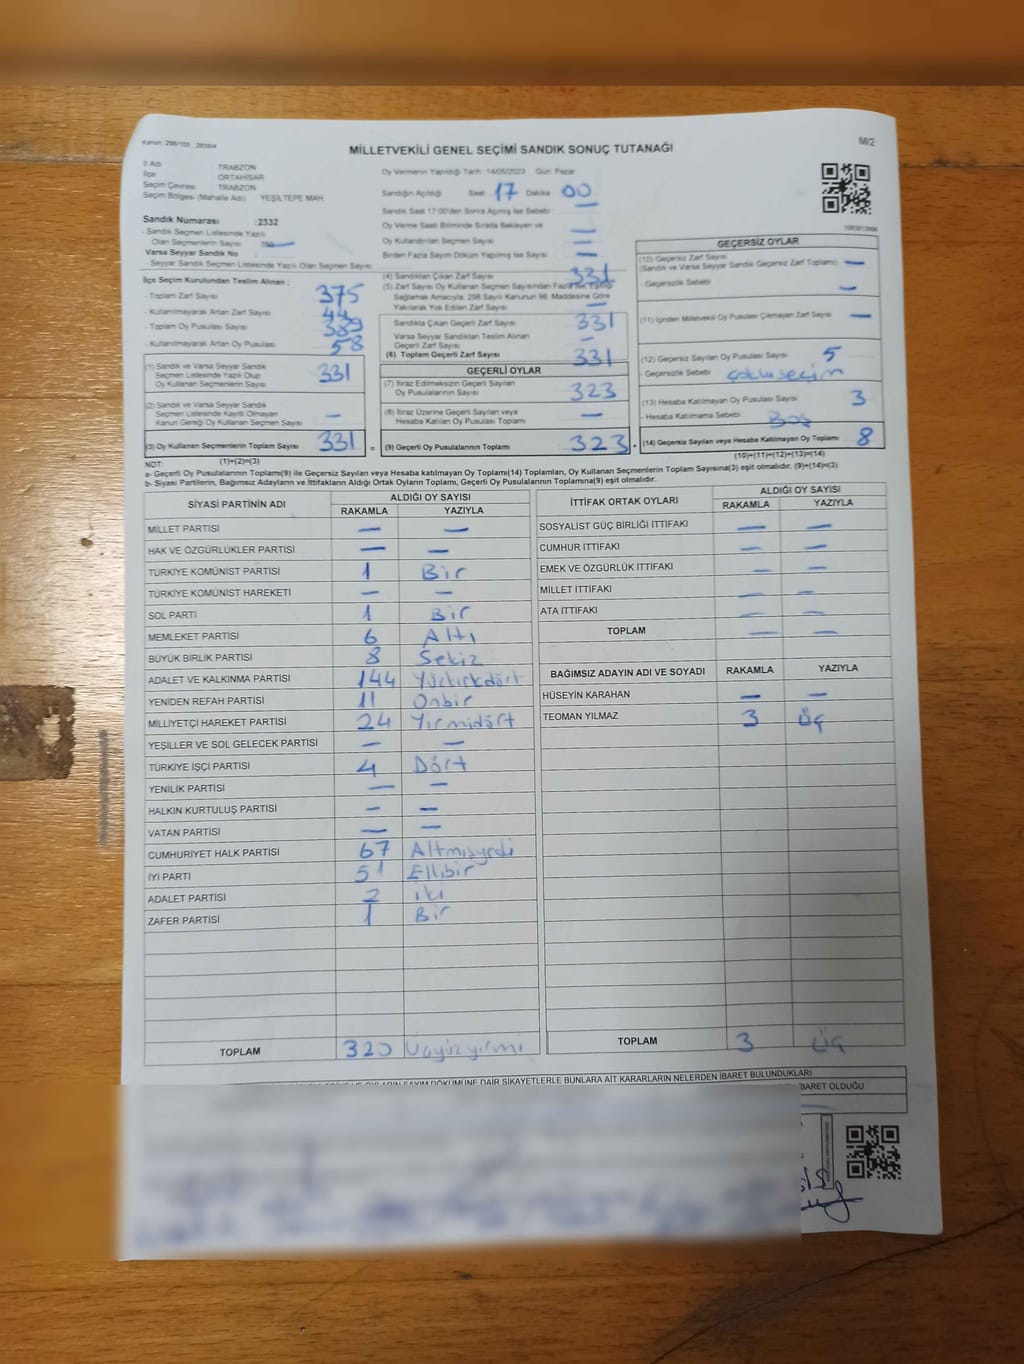 MİLLETVEKİLİ GENEL SEÇİMİ SANDIK SONUÇ TUTANAĞI
M/2
İl Adı : TRABZON
İlçe : ORTAHİSAR
Seçim Çevresi : TRABZON
Seçim Bölgesi (Mahalle Adı) : YEŞİLTEPE MAH.
Oy Vermenin Yapıldığı Tarih : 14/05/2023 Gün: Pazar
Sandığın Açıldığı Saat 17 Dakika 00
Sandık Saat 17:00'den Sonra Açılmış İse Sebebi :
Oy Verme Saati Bitiminde Sırada Bekleyen ve
Oy Kullandırılan Seçmen Sayısı —
Birden Fazla Sayım Döküm Yapılmış İse Sayısı —
Sandık Numarası : 2332
- Sandık Seçmen Listesinde Yazılı
Olan Seçmenlerin Sayısı :
Varsa Seyyar Sandık No :
- Seyyar Sandık Seçmen Listesinde Yazılı Olan Seçmen Sayısı
İlçe Seçim Kurulundan Teslim Alınan ;
- Toplam Zarf Sayısı 375
- Kullanılmayarak Artan Zarf Sayısı 44
- Toplam Oy Pusulası Sayısı 389
- Kullanılmayarak Artan Oy Pusulası 58
(1) Sandık ve Varsa Seyyar Sandık
Seçmen Listesinde Yazılı Olup
Oy Kullanan Seçmenlerin Sayısı 331
(2) Sandık ve Varsa Seyyar Sandık
Seçmen Listesinde Kayıtlı Olmayan
Kanun Gereği Oy Kullanan Seçmen Sayısı —
(3) Oy Kullanan Seçmenlerin Toplam Sayısı 331 =
(4) Sandıktan Çıkan Zarf Sayısı 331
(5) Zarf Sayısı Oy Kullanan Seçmen Sayısından Fazla İse, Eşitliği
Sağlamak Amacıyla; 298 Sayılı Kanunun 98. Maddesine Göre
Yakılarak Yok Edilen Zarf Sayısı —
Sandıkta Çıkan Geçerli Zarf Sayısı 331
Varsa Seyyar Sandıktan Teslim Alınan
Geçerli Zarf Sayısı —
(6) Toplam Geçerli Zarf Sayısı 331
GEÇERLİ OYLAR
(7) İtiraz Edilmeksizin Geçerli Sayılan
Oy Pusulalarının Sayısı 323
(8) İtiraz Üzerine Geçerli Sayılan veya
Hesaba Katılan Oy Pusulası Toplamı —
(9) Geçerli Oy Pusulalarının Toplamı 323 +
GEÇERSİZ OYLAR
(10) Geçersiz Zarf Sayısı
(Sandık ve Varsa Seyyar Sandık Geçersiz Zarf Toplamı) —
- Geçersizlik Sebebi : —
(11) İçinden Milletvekili Oy Pusulası Çıkmayan Zarf Sayısı —
(12) Geçersiz Sayılan Oy Pusulası Sayısı 5
- Geçersizlik Sebebi : çoklu seçim
(13) Hesaba Katılmayan Oy Pusulası Sayısı 3
- Hesaba Katılmama Sebebi : Boş
(14) Geçersiz Sayılan veya Hesaba Katılmayan Oy Toplamı 8
NOT: (1)+(2)=(3) (10)+(11)+(12)+(13)=(14)
a- Geçerli Oy Pusulalarının Toplamı(9) ile Geçersiz Sayılan veya Hesaba katılmayan Oy Toplamı(14) Toplamları, Oy Kullanan Seçmenlerin Toplam Sayısına(3) eşit olmalıdır. (9)+(14)=(3)
b- Siyasi Partilerin, Bağımsız Adayların ve İttifakların Aldığı Ortak Oyların Toplamı, Geçerli Oy Pusulalarının Toplamına(9) eşit olmalıdır.
SİYASİ PARTİNİN ADI ALDIĞI OY SAYISI
RAKAMLA YAZIYLA
MİLLET PARTİSİ — —
HAK VE ÖZGÜRLÜKLER PARTİSİ — —
TÜRKİYE KOMÜNİST PARTİSİ 1 Bir
TÜRKİYE KOMÜNİST HAREKETİ — —
SOL PARTİ 1 Bir
MEMLEKET PARTİSİ 6 Altı
BÜYÜK BİRLİK PARTİSİ 8 Sekiz
ADALET VE KALKINMA PARTİSİ 144 Yüzkırkdört
YENİDEN REFAH PARTİSİ 11 Onbir
MİLLİYETÇİ HAREKET PARTİSİ 24 Yirmidört
YEŞİLLER VE SOL GELECEK PARTİSİ — —
TÜRKİYE İŞÇİ PARTİSİ 4 Dört
YENİLİK PARTİSİ — —
HALKIN KURTULUŞ PARTİSİ — —
VATAN PARTİSİ — —
CUMHURİYET HALK PARTİSİ 67 Altmışyedi
İYİ PARTİ 51 Ellibir
ADALET PARTİSİ 2 iki
ZAFER PARTİSİ 1 Bir
TOPLAM 320 Üçyüzyirmi
İTTİFAK ORTAK OYLARI ALDIĞI OY SAYISI
RAKAMLA YAZIYLA
SOSYALİST GÜÇ BİRLİĞİ İTTİFAKI — —
CUMHUR İTTİFAKI — —
EMEK VE ÖZGÜRLÜK İTTİFAKI — —
MİLLET İTTİFAKI — —
ATA İTTİFAKI — —
TOPLAM — —
BAĞIMSIZ ADAYIN ADI VE SOYADI RAKAMLA YAZIYLA
HÜSEYİN KARAHAN — —
TEOMAN YILMAZ 3 Üç
TOPLAM 3 Üç
DÖKÜMÜNE DAİR ŞİKAYETLERLE BUNLARA AİT KARARLARIN NELERDEN İBARET BULUNDUKLARI
İBARET OLDUĞU